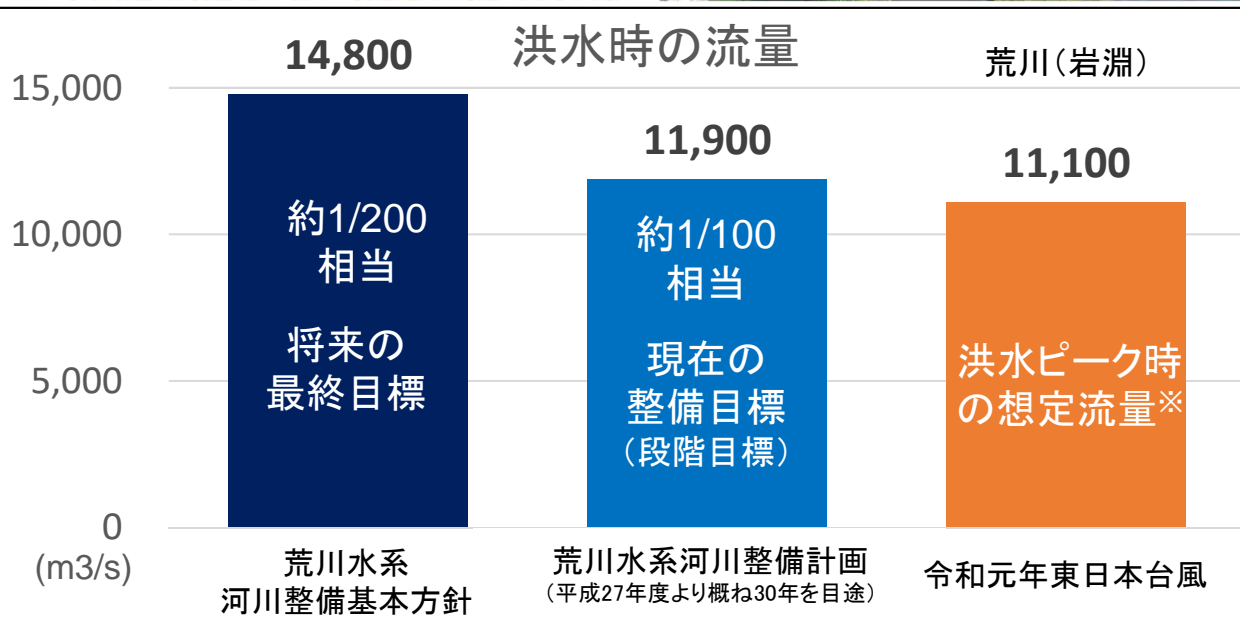 洪水時の流量
荒川（岩淵）
14,800
11,900
11,100
15,000
10,000
5,000
0
(m3/s)
約1/200
相当
将来の
最終目標
約1/100
相当
現在の
整備目標
（段階目標）
洪水ピーク時
の想定流量※
荒川水系
河川整備基本方針
荒川水系河川整備計画
（平成27年度より概ね30年を目途）
令和元年東日本台風